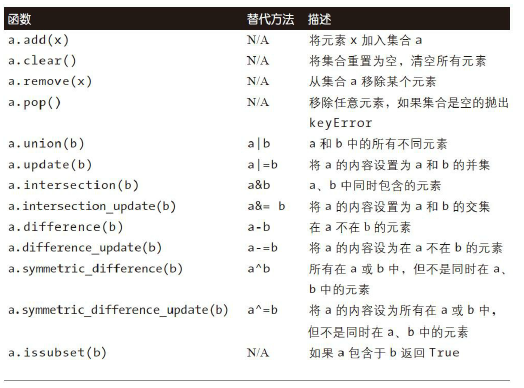 函数 替代方法 描述
a.add(x) N/A 将元素 x 加入集合 a
a.clear() N/A 将集合重置为空，清空所有元素
a.remove(x) N/A 从集合 a 移除某个元素
a.pop() N/A 移除任意元素，如果集合是空的抛出
keyError
a.union(b) a|b a 和 b 中的所有不同元素
a.update(b) a|=b 将 a 的内容设置为 a 和 b 的并集
a.intersection(b) a&b a、b 中同时包含的元素
a.intersection_update(b) a&= b 将 a 的内容设置为 a 和 b 的交集
a.difference(b) a-b 在 a 不在 b 的元素
a.difference_update(b) a-=b 将 a 的内容设为在 a 不在 b 的元素
a.symmetric_difference(b) a^b 所有在 a 或 b 中，但不是同时在 a、
b 中的元素
a.symmetric_difference_update(b) a^=b 将 a 的内容设为所有在 a 或 b 中，
但不是同时在 a、b 中的元素
a.issubset(b) N/A 如果 a 包含于 b 返回 True